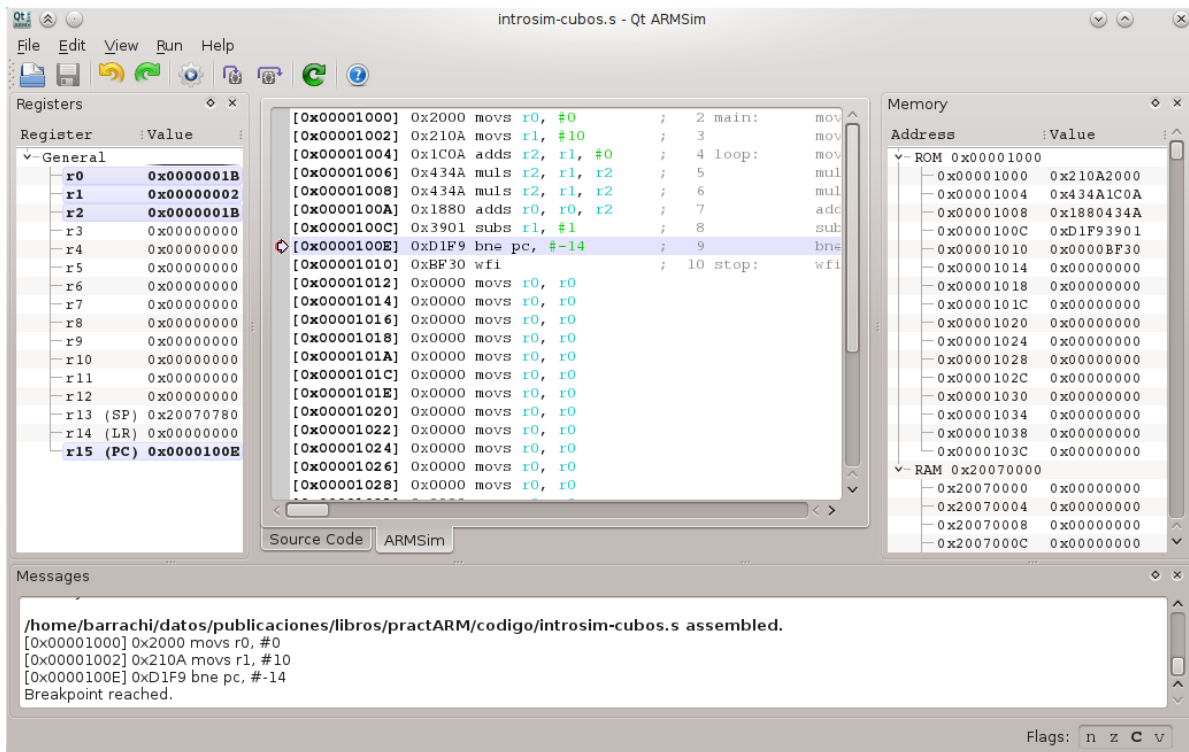 introsim-cubos.s - Qt ARMSim
File Edit View Run Help
Registers
Register Value
General
r0 0x0000001B
r1 0x00000002
r2 0x0000001B
r3 0x00000000
r4 0x00000000
r5 0x00000000
r6 0x00000000
r7 0x00000000
r8 0x00000000
r9 0x00000000
r10 0x00000000
r11 0x00000000
r12 0x00000000
r13 (SP) 0x20070780
r14 (LR) 0x00000000
r15 (PC) 0x0000100E
[0x00001000] 0x2000 movs r0, #0 ; 2 main: mov
[0x00001002] 0x210A movs r1, #10 ; 3 mov
[0x00001004] 0x1C0A adds r2, r1, #0 ; 4 loop: mov
[0x00001006] 0x434A muls r2, r1, r2 ; 5 mul
[0x00001008] 0x434A muls r2, r1, r2 ; 6 mul
[0x0000100A] 0x1880 adds r0, r0, r2 ; 7 add
[0x0000100C] 0x3901 subs r1, #1 ; 8 sub
[0x0000100E] 0xD1F9 bne pc, #-14 ; 9 bne
[0x00001010] 0xBF30 wfi ; 10 stop: wfi
[0x00001012] 0x0000 movs r0, r0
[0x00001014] 0x0000 movs r0, r0
[0x00001016] 0x0000 movs r0, r0
[0x00001018] 0x0000 movs r0, r0
[0x0000101A] 0x0000 movs r0, r0
[0x0000101C] 0x0000 movs r0, r0
[0x0000101E] 0x0000 movs r0, r0
[0x00001020] 0x0000 movs r0, r0
[0x00001022] 0x0000 movs r0, r0
[0x00001024] 0x0000 movs r0, r0
[0x00001026] 0x0000 movs r0, r0
[0x00001028] 0x0000 movs r0, r0
Source Code ARMSim
Memory
Address Value
ROM 0x00001000
0x00001000 0x210A2000
0x00001004 0x434A1C0A
0x00001008 0x1880434A
0x0000100C 0xD1F93901
0x00001010 0x0000BF30
0x00001014 0x00000000
0x00001018 0x00000000
0x0000101C 0x00000000
0x00001020 0x00000000
0x00001024 0x00000000
0x00001028 0x00000000
0x0000102C 0x00000000
0x00001030 0x00000000
0x00001034 0x00000000
0x00001038 0x00000000
0x0000103C 0x00000000
RAM 0x20070000
0x20070000 0x00000000
0x20070004 0x00000000
0x20070008 0x00000000
0x2007000C 0x00000000
Messages
/home/barrachi/datos/publicaciones/libros/practARM/codigo/introsim-cubos.s assembled.
[0x00001000] 0x2000 movs r0, #0
[0x00001002] 0x210A movs r1, #10
[0x0000100E] 0xD1F9 bne pc, #-14
Breakpoint reached.
Flags: n z C v